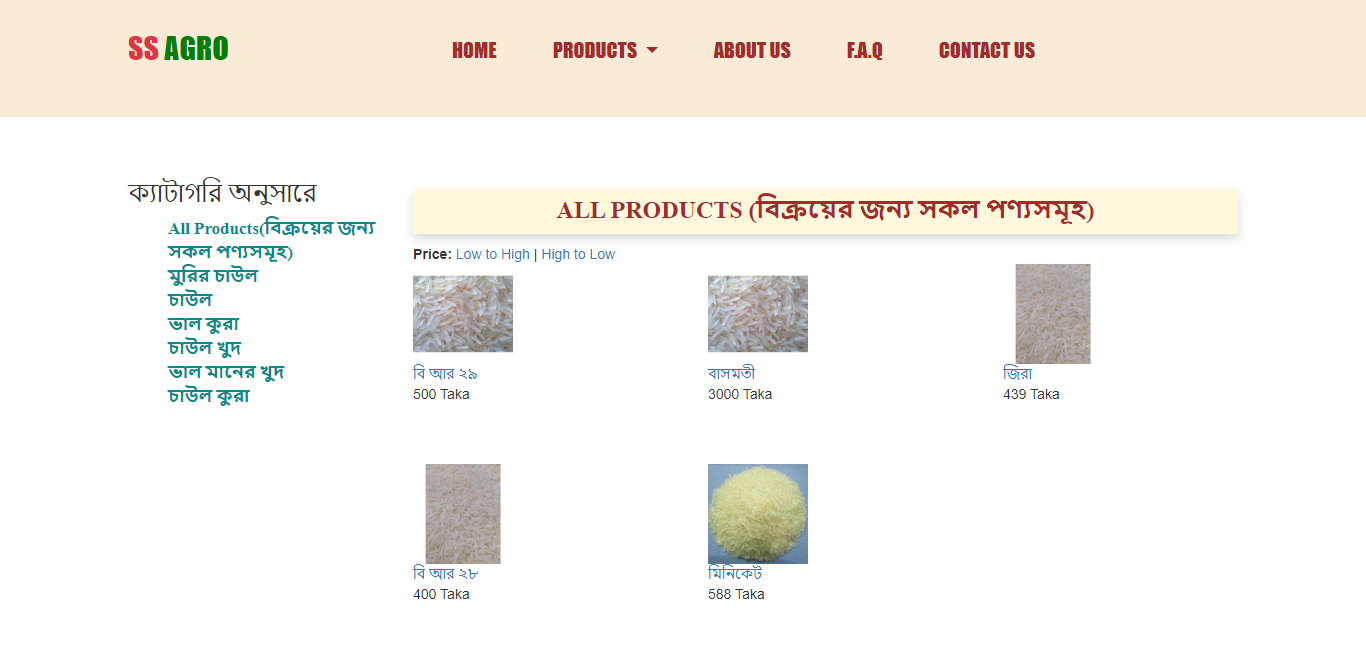 SS AGRO
HOME
PRODUCTS
ABOUT US
F.A.Q
CONTACT US
ক্যাটাগরি অনুসারে
All Products(বিক্রয়ের জন্য
সকল পণ্যসমূহ)
মুরির চাউল
চাউল
ভাল কুরা
চাউল খুদ
ভাল মানের খুদ
চাউল কুরা
ALL PRODUCTS (বিক্রয়ের জন্য সকল পণ্যসমূহ)
Price: Low to High | High to Low
বি আর ২৯
500 Taka
বাসমতী
3000 Taka
জিরা
439 Taka
বি আর ২৮
400 Taka
মিনিকেট
588 Taka